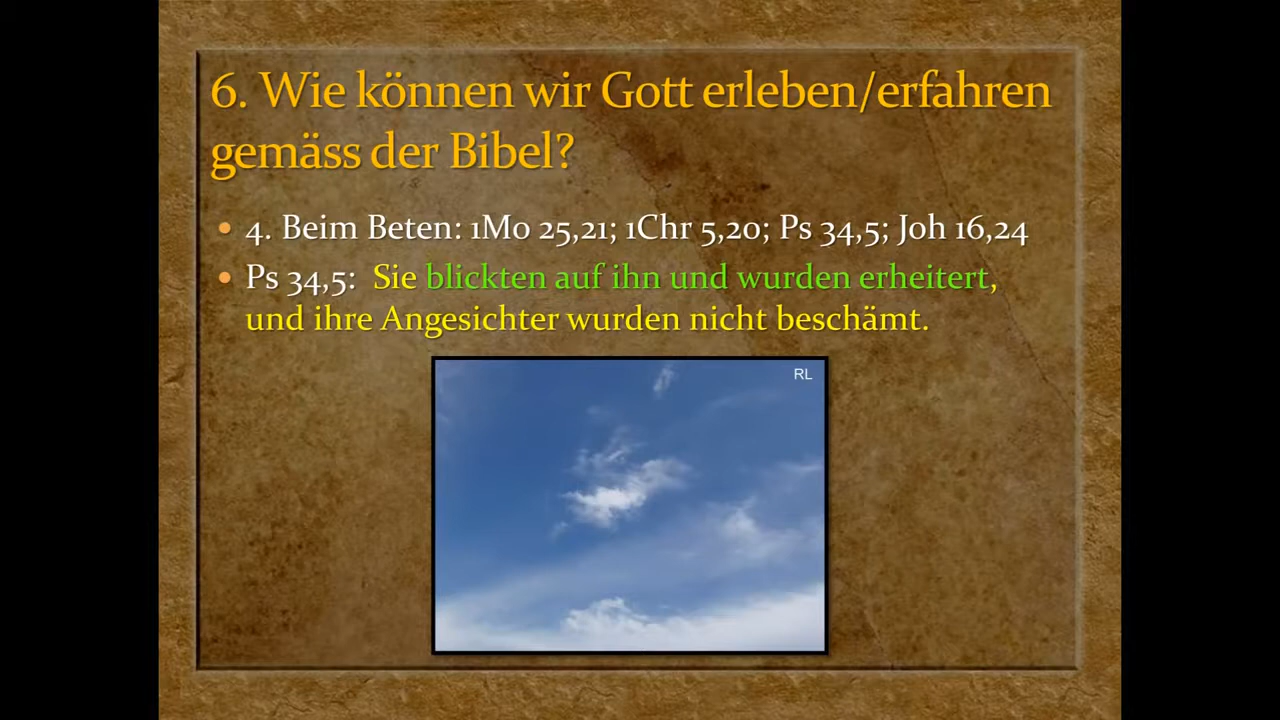 6. Wie können wir Gott erleben/erfahren
gemäss der Bibel?
4. Beim Beten: 1Mo 25,21; 1Chr 5,20; Ps 34,5; Joh 16,24
Ps 34,5: Sie blickten auf ihn und wurden erheitert,
und ihre Angesichter wurden nicht beschämt.
RL